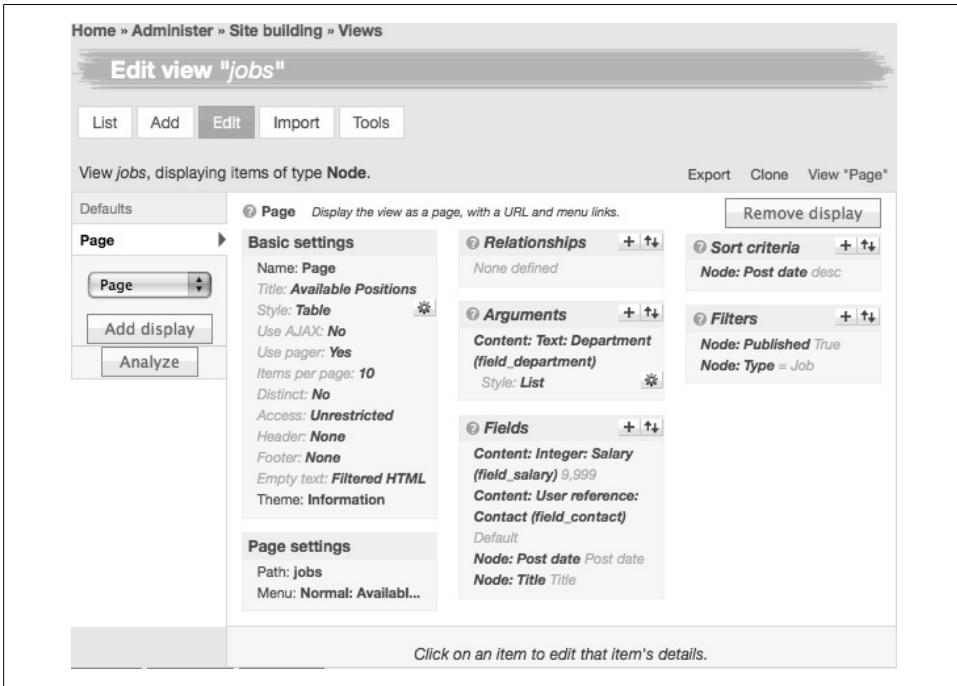 Home » Administer » Site building » Views
Edit view "jobs"
List
Add
Edit
Import
Tools
View jobs, displaying items of type Node.
Export
Clone
View "Page"
Defaults
Page
Page
Add display
Analyze
Page Display the view as a page, with a URL and menu links.
Remove display
Basic settings
Name: Page
Title: Available Positions
Style: Table
Use AJAX: No
Use pager: Yes
Items per page: 10
Distinct: No
Access: Unrestricted
Header: None
Footer: None
Empty text: Filtered HTML
Theme: Information
Page settings
Path: jobs
Menu: Normal: Availabl...
Relationships
None defined
Arguments
Content: Text: Department
(field_department)
Style: List
Fields
Content: Integer: Salary
(field_salary) 9,999
Content: User reference:
Contact (field_contact)
Default
Node: Post date Post date
Node: Title Title
Sort criteria
Node: Post date desc
Filters
Node: Published True
Node: Type = Job
Click on an item to edit that item's details.